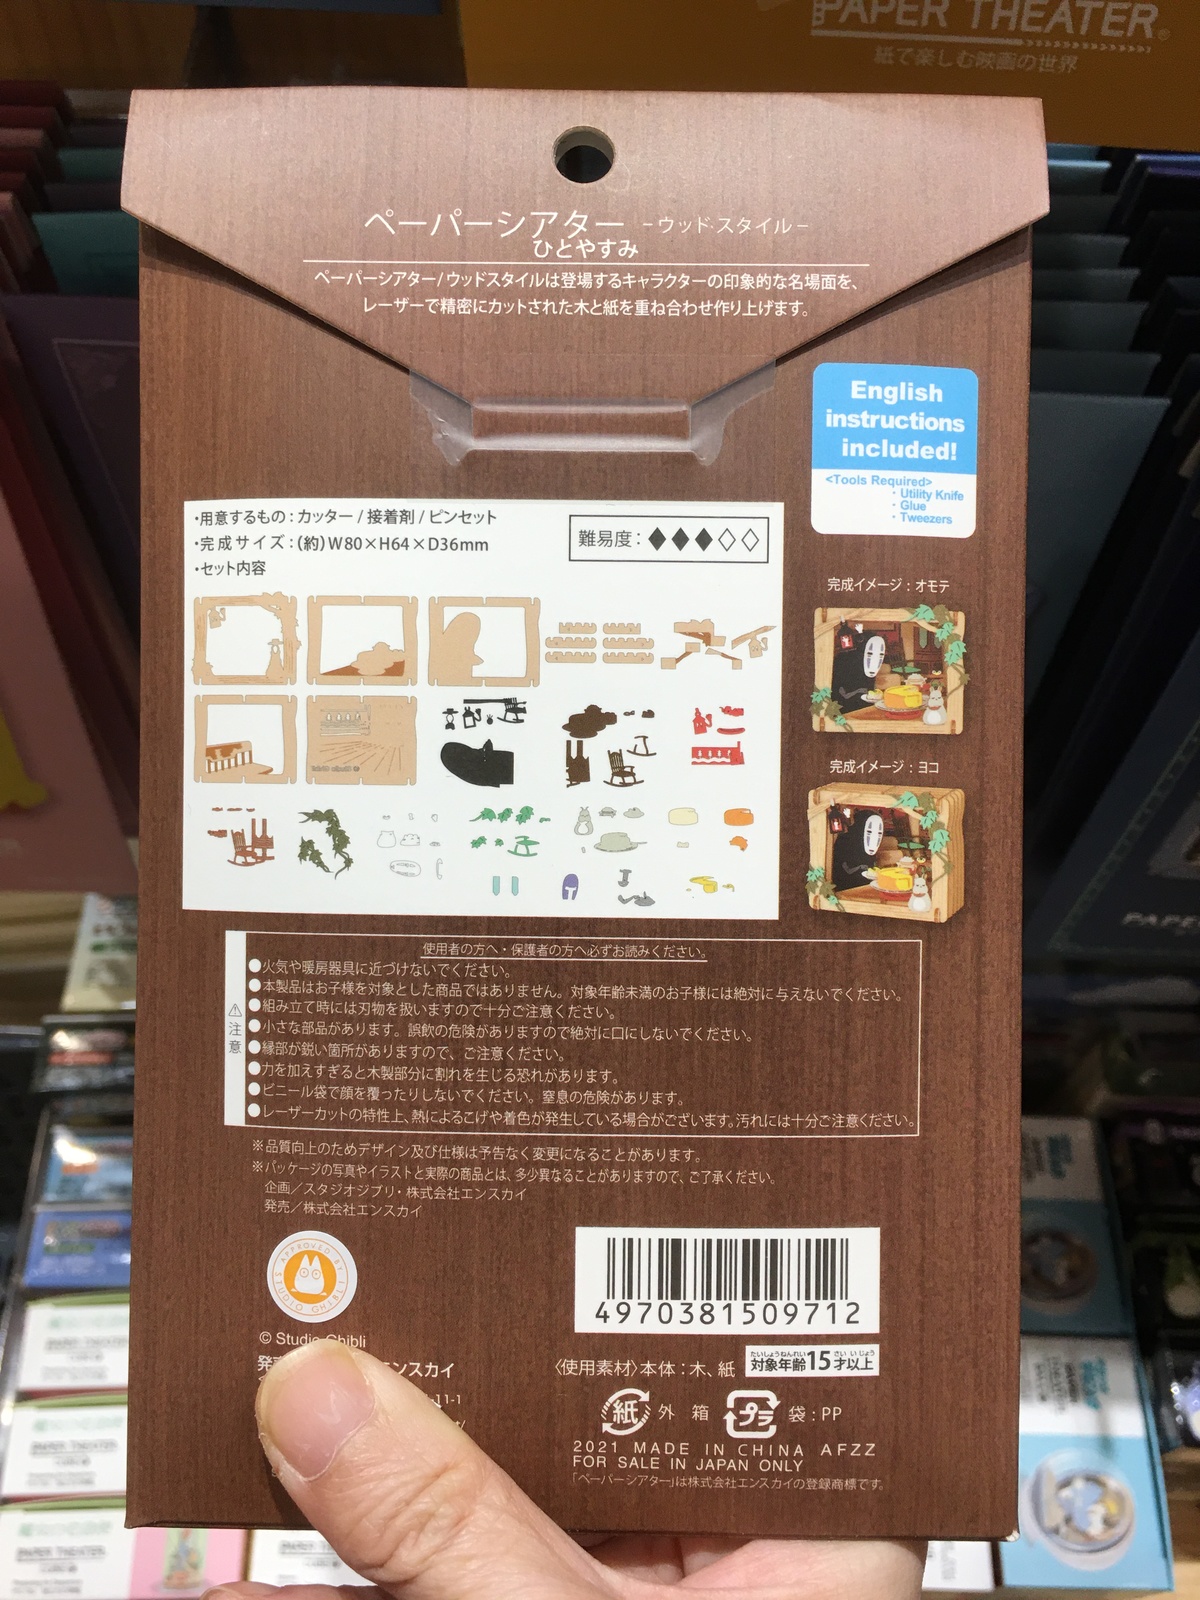 PAPER THEATER®
紙で楽しむ映画の世界
ペーパーシアター －ウッド・スタイル－
ひとやすみ
ペーパーシアター/ウッドスタイルは登場するキャラクターの印象的な名場面を、
レーザーで精密にカットされた木と紙を重ね合わせ作り上げます。
English
instructions
included!
<Tools Required>
・Utility Knife
・Glue
・Tweezers
・用意するもの：カッター / 接着剤 / ピンセット
・完成サイズ：(約)W80×H64×D36mm
・セット内容
難易度：◆◆◆◇◇
完成イメージ：オモテ
完成イメージ：ヨコ
使用者の方へ・保護者の方へ必ずお読みください。
⚠注意
●火気や暖房器具に近づけないでください。
●本製品はお子様を対象とした商品ではありません。対象年齢未満のお子様には絶対に与えないでください。
●組み立て時には刃物を扱いますので十分ご注意ください。
●小さな部品があります。誤飲の危険がありますので絶対に口にしないでください。
●縁部が鋭い箇所がありますので、ご注意ください。
●力を加えすぎると木製部分に割れを生じる恐れがあります。
●ビニール袋で顔を覆ったりしないでください。窒息の危険があります。
●レーザーカットの特性上、熱によるこげや着色が発生している場合がございます。汚れには十分ご注意ください。
※品質向上のためデザイン及び仕様は予告なく変更になることがあります。
※パッケージの写真やイラストと実際の商品とは、多少異なることがありますので、ご了承ください。
企画／スタジオジブリ・株式会社エンスカイ
発売／株式会社エンスカイ
APPROVED BY STUDIO GHIBLI
© Studio Ghibli
エンスカイ
-11-1
4970381509712
〈使用素材〉本体：木、紙
たいしょうねんれい さい いじょう
対象年齢15才以上
紙 外箱 プラ 袋：PP
2021 MADE IN CHINA AFZZ
FOR SALE IN JAPAN ONLY
「ペーパーシアター」は株式会社エンスカイの登録商標です。